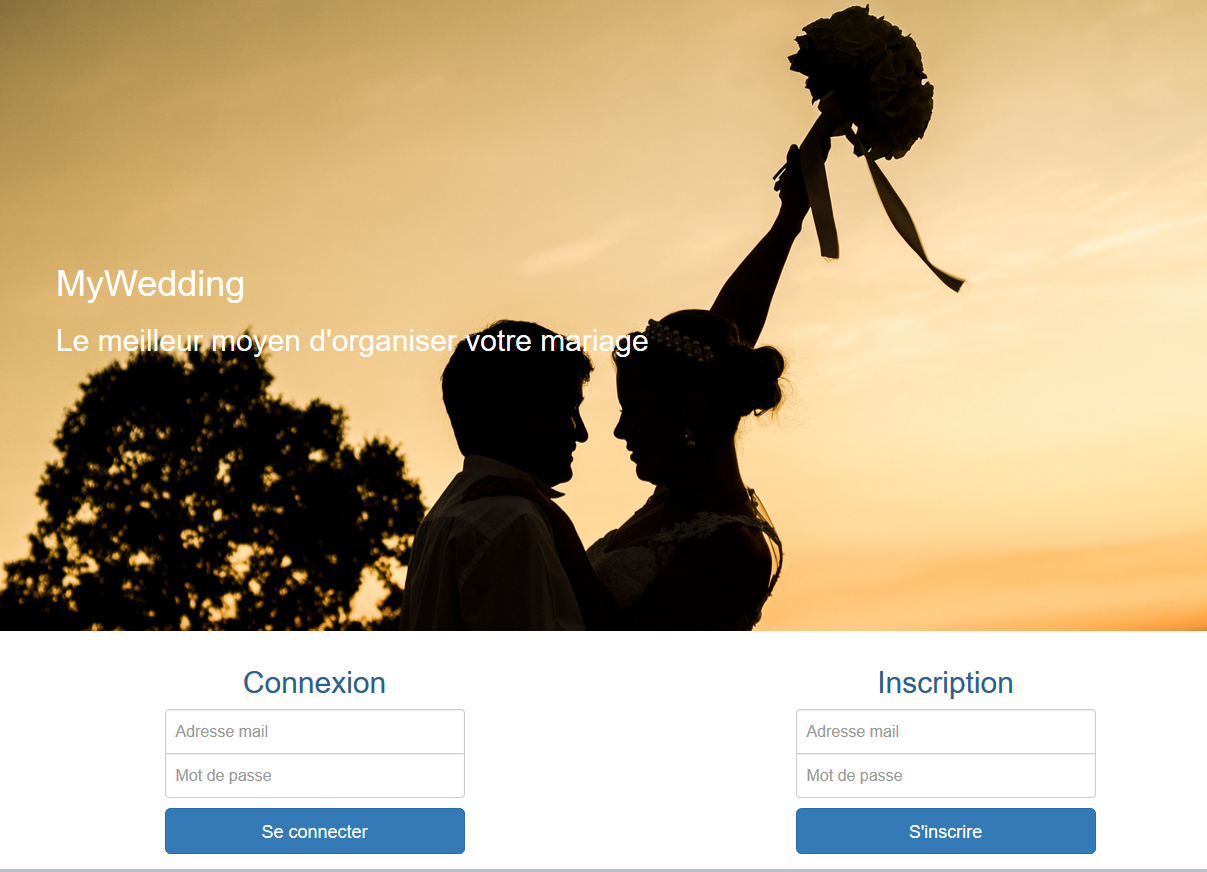 MyWedding
Le meilleur moyen d'organiser votre mariage
Connexion
Adresse mail
Mot de passe
Se connecter
Inscription
Adresse mail
Mot de passe
S'inscrire